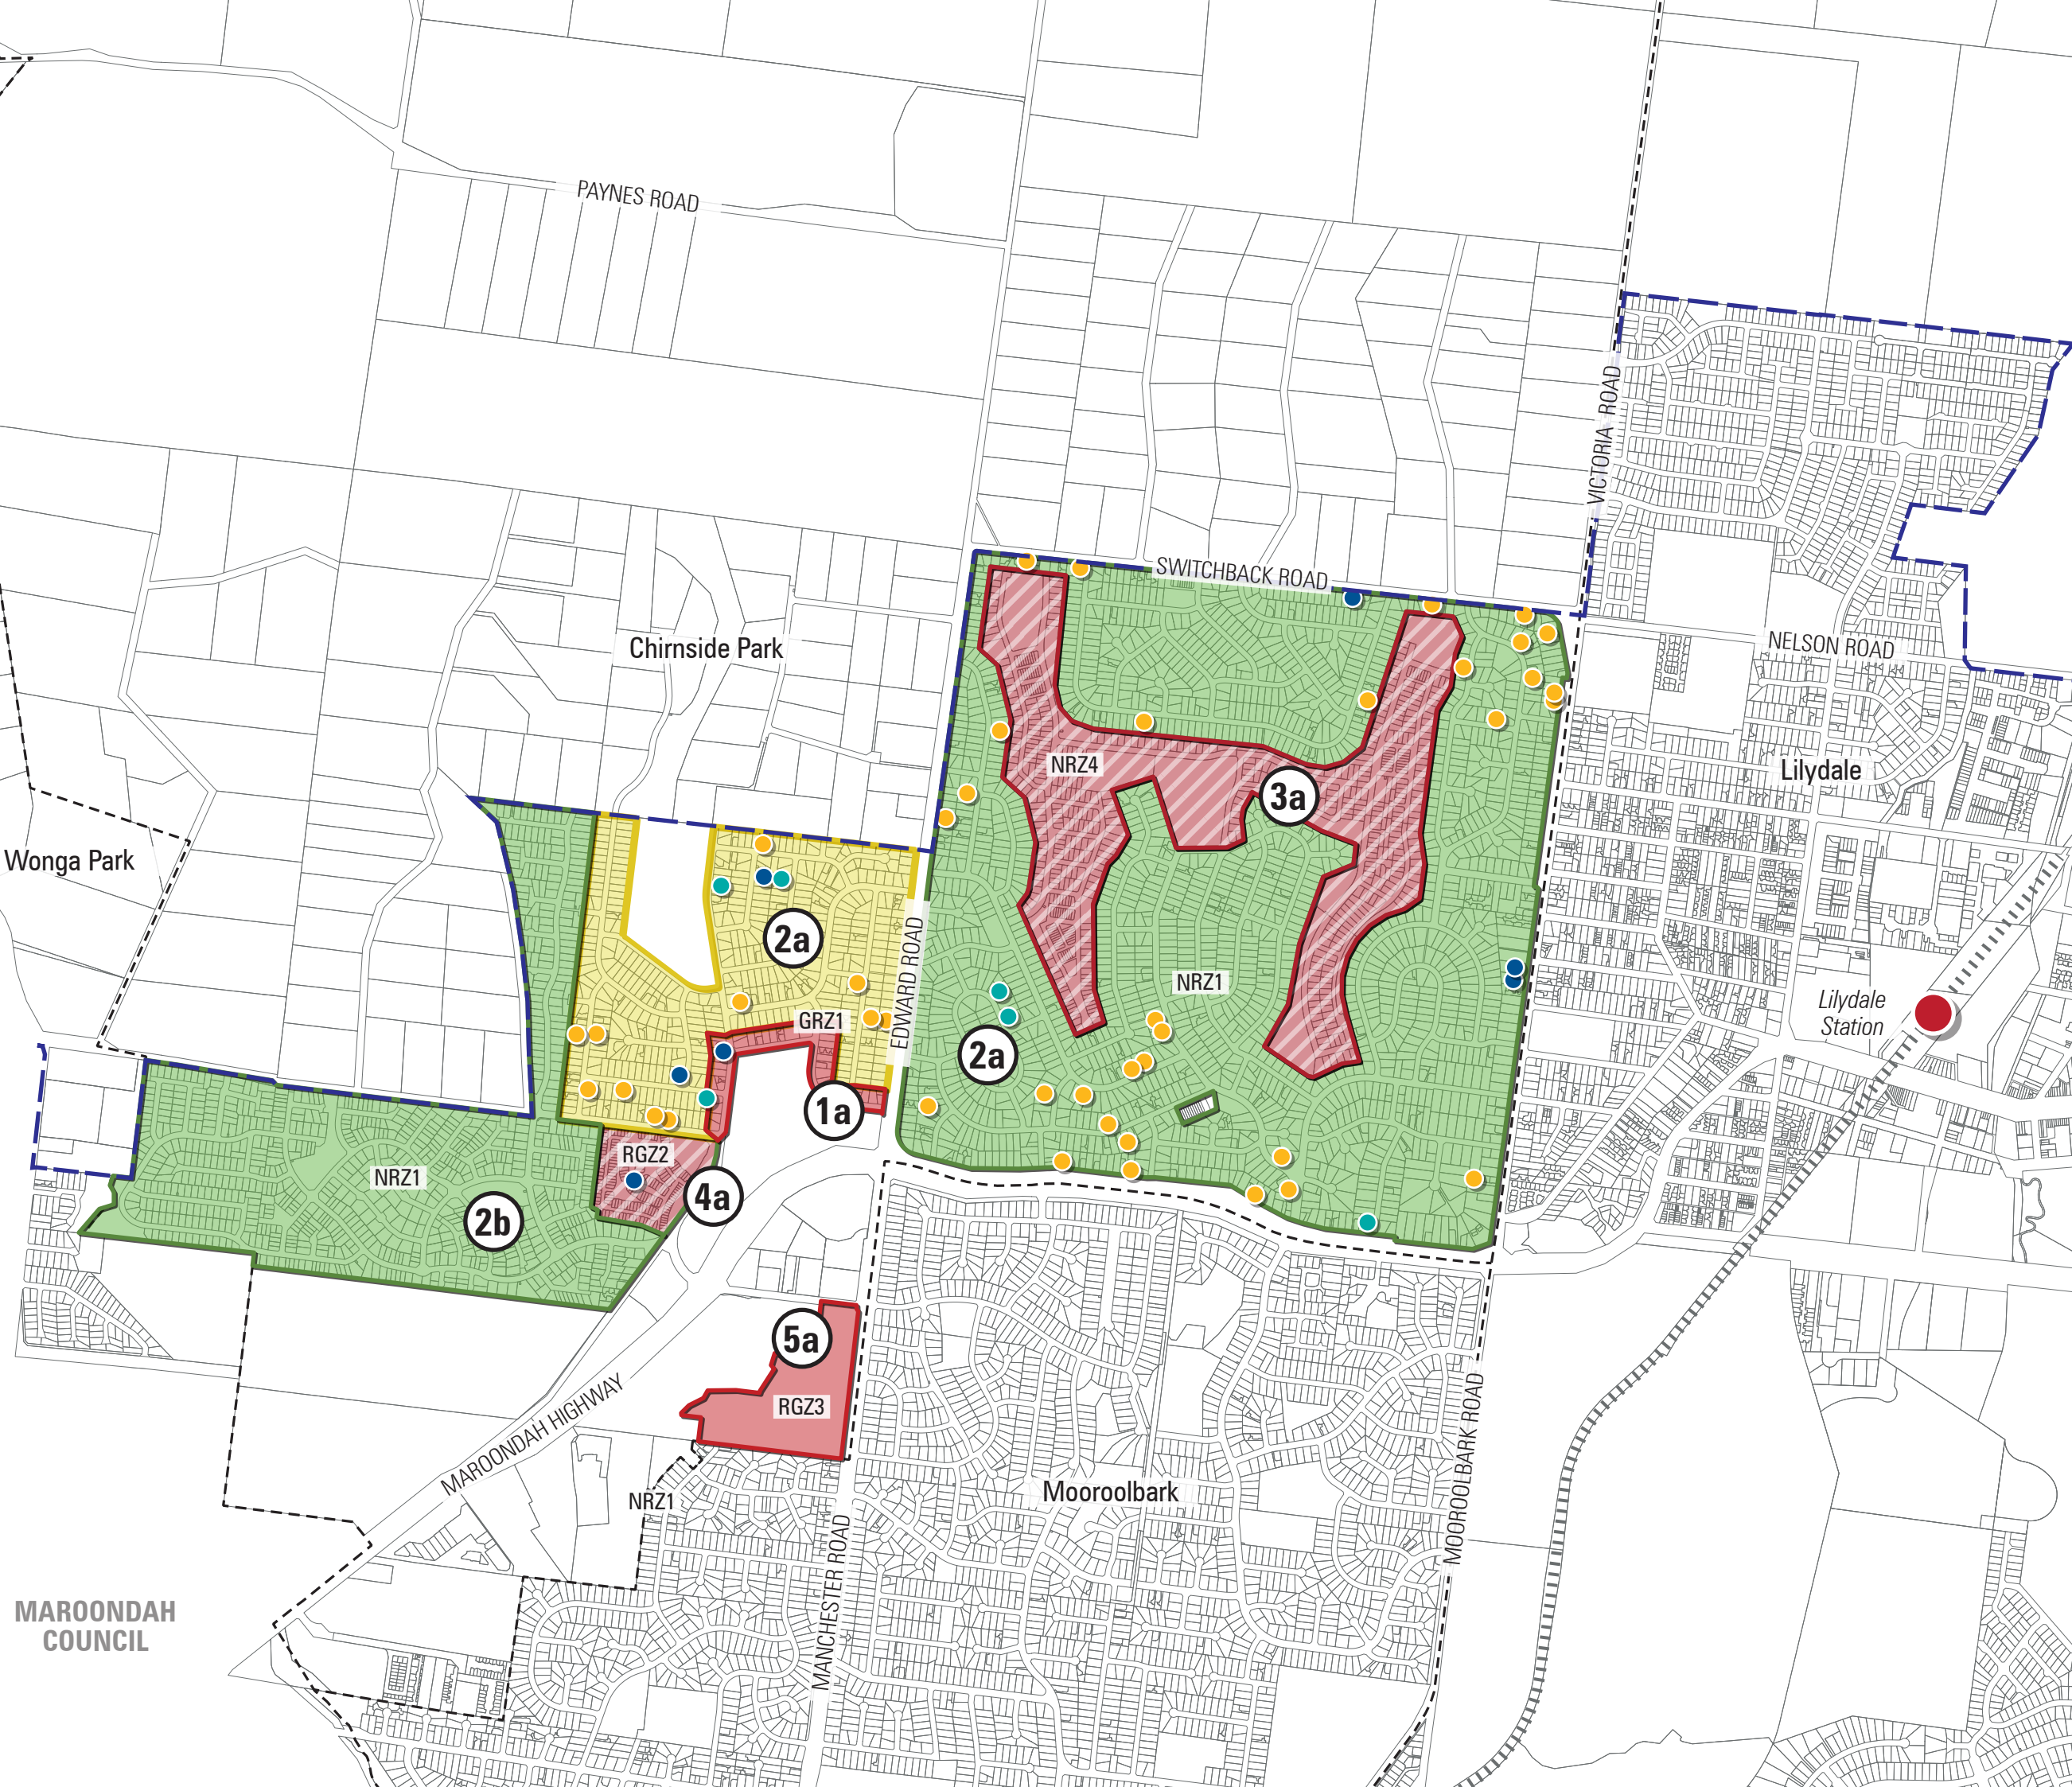 PAYNES ROAD
VICTORIA ROAD
SWITCHBACK ROAD
Chirnside Park
NELSON ROAD
NRZ4
Lilydale
3a
Wonga Park
2a
EDWARD ROAD
NRZ1
Lilydale
Station
GRZ1
2a
1a
RGZ2
NRZ1
4a
2b
5a
RGZ3
MAROONDAH HIGHWAY
MOOROOLBARK ROAD
Mooroolbark
NRZ1
MANCHESTER ROAD
MAROONDAH
COUNCIL